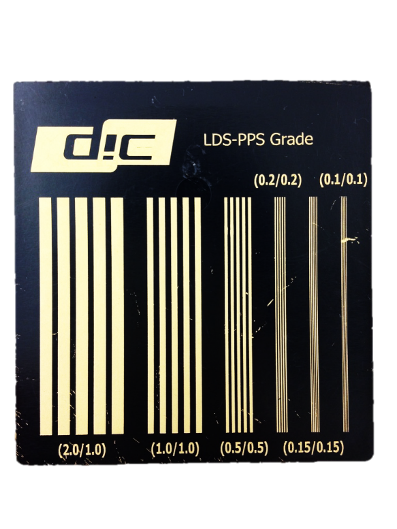 dic
LDS-PPS Grade
(0.2/0.2) (0.1/0.1)
(2.0/1.0) (1.0/1.0) (0.5/0.5) (0.15/0.15)